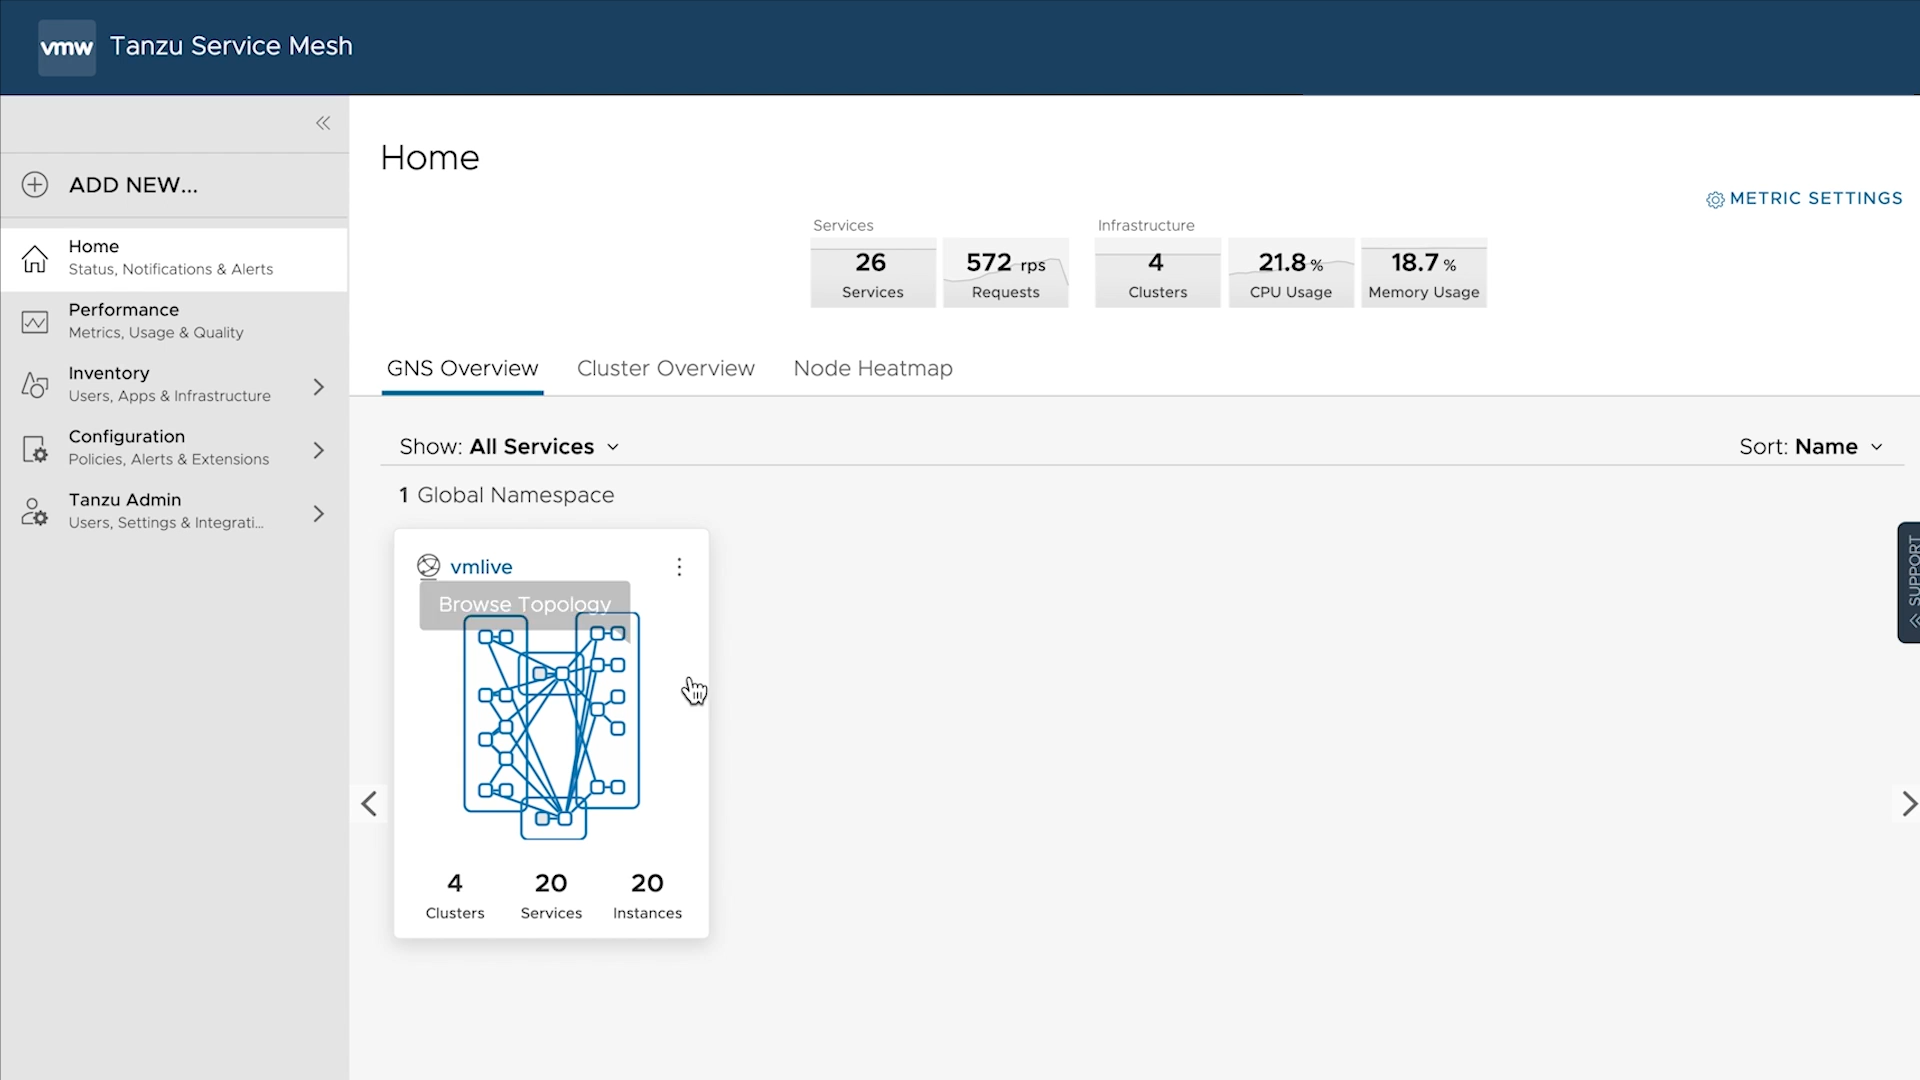 vmw Tanzu Service Mesh
ADD NEW...
Home
Status, Notifications & Alerts
Performance
Metrics, Usage & Quality
Inventory
Users, Apps & Infrastructure
Configuration
Policies, Alerts & Extensions
Tanzu Admin
Users, Settings & Integrati...
Home
METRIC SETTINGS
Services
26
Services
572 rps
Requests
Infrastructure
4
Clusters
21.8 %
CPU Usage
18.7 %
Memory Usage
GNS Overview
Cluster Overview
Node Heatmap
Show: All Services
Sort: Name
1 Global Namespace
vmlive
Browse Topology
4
Clusters
20
Services
20
Instances
SUPPORT